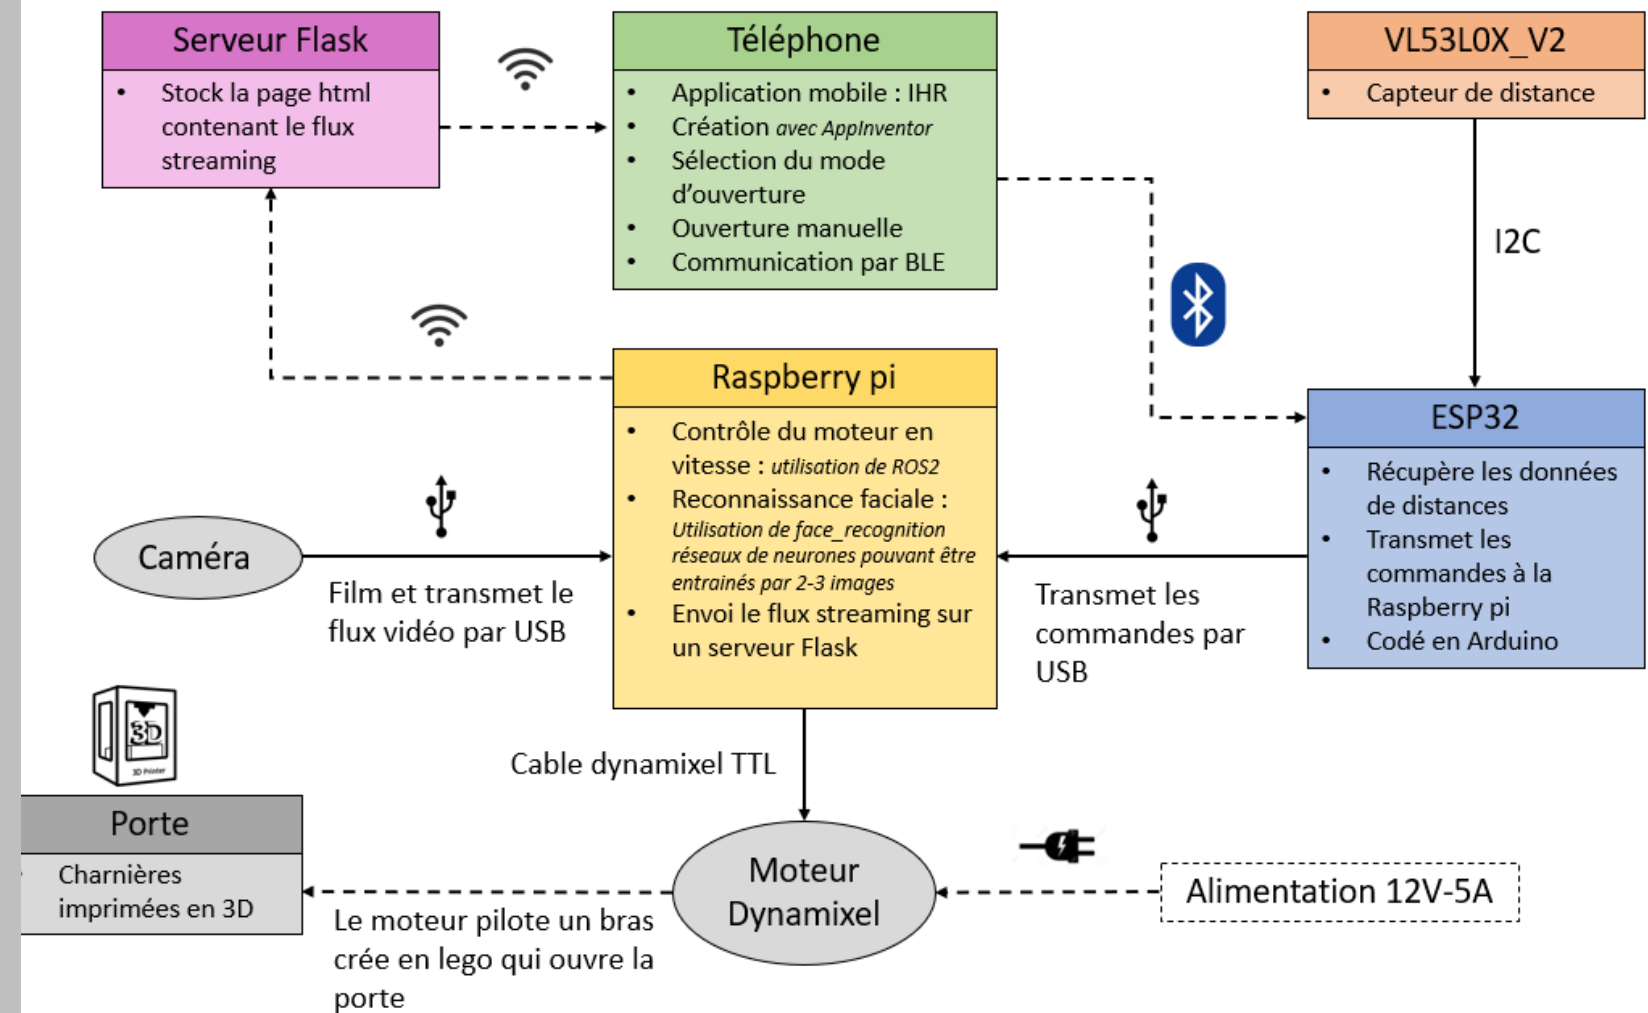 Serveur Flask
• Stock la page html
contenant le flux
streaming
Téléphone
• Application mobile : IHR
• Création avec AppInventor
• Sélection du mode
d’ouverture
• Ouverture manuelle
• Communication par BLE
VL53L0X_V2
• Capteur de distance
I2C
Raspberry pi
• Contrôle du moteur en
vitesse : utilisation de ROS2
• Reconnaissance faciale :
Utilisation de face_recognition
réseaux de neurones pouvant être
entrainés par 2-3 images
• Envoi le flux streaming sur
un serveur Flask
ESP32
• Récupère les données
de distances
• Transmet les
commandes à la
Raspberry pi
• Codé en Arduino
Caméra
Film et transmet le
flux vidéo par USB
Transmet les
commandes par
USB
3D
3D Printer
Cable dynamixel TTL
Porte
Charnières
imprimées en 3D
Moteur
Dynamixel
Alimentation 12V-5A
Le moteur pilote un bras
crée en lego qui ouvre la
porte